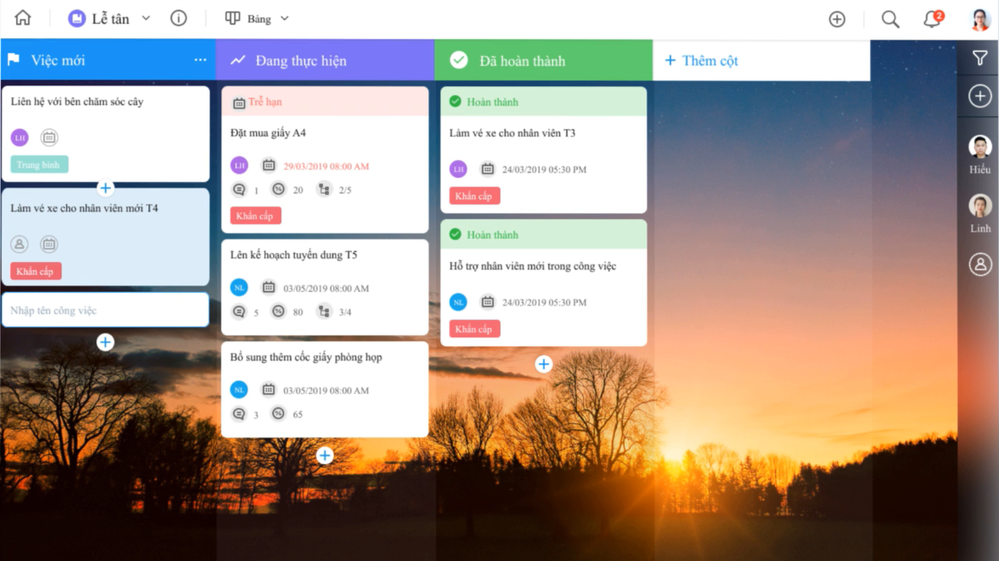 Lễ tân
Bảng
2
Việc mới
Đang thực hiện
Đã hoàn thành
+ Thêm cột
Liên hệ với bên chăm sóc cây
LH
Trung bình
Làm vé xe cho nhân viên mới T4
Khẩn cấp
Nhập tên công việc
Trễ hạn
Đặt mua giấy A4
LH 29/03/2019 08:00 AM
1 20 2/5
Khẩn cấp
Lên kế hoạch tuyển dung T5
NL 03/05/2019 08:00 AM
5 80 3/4
Bổ sung thêm cốc giấy phòng họp
NL 03/05/2019 08:00 AM
3 65
Hoàn thành
Làm vé xe cho nhân viên T3
LH 24/03/2019 05:30 PM
Khẩn cấp
Hoàn thành
Hỗ trợ nhân viên mới trong công việc
NL 24/03/2019 05:30 PM
Khẩn cấp
Hiếu
Linh